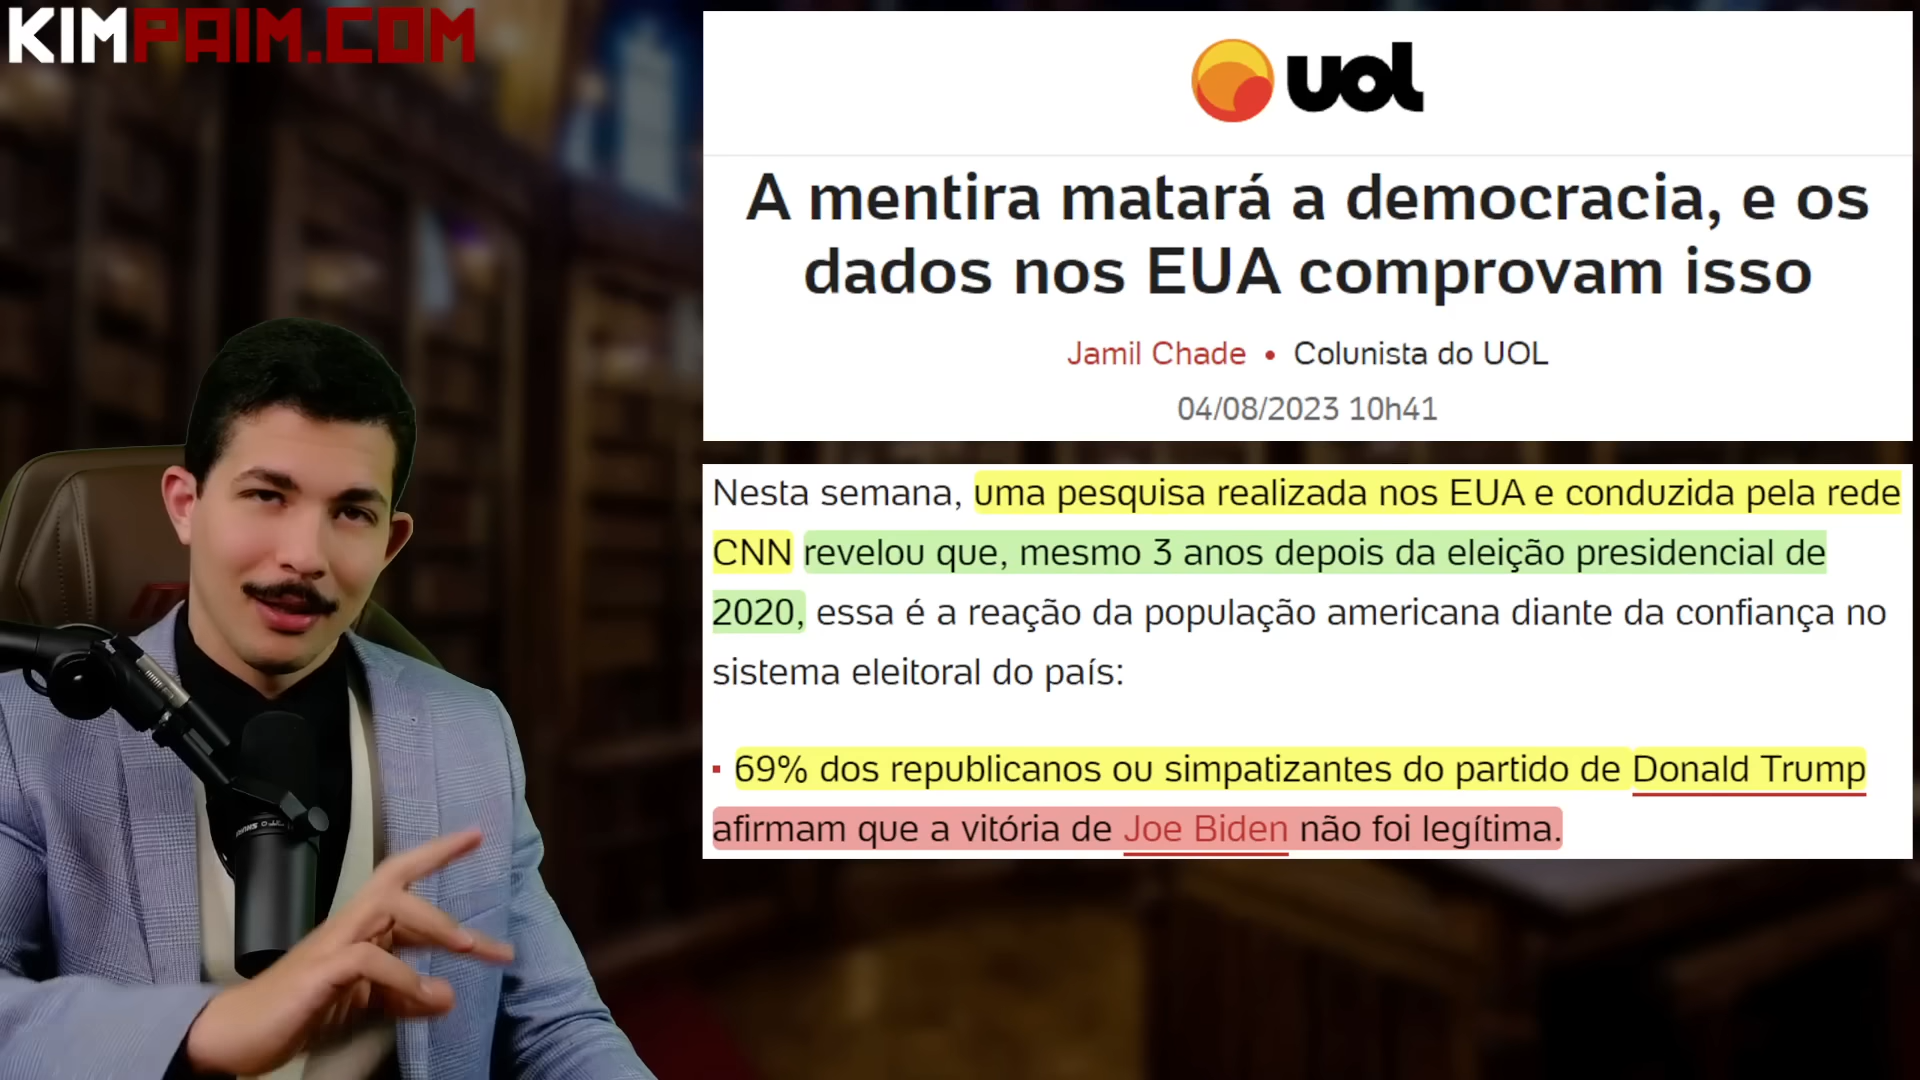 KIMPAIM.COM
uol
A mentira matará a democracia, e os
dados nos EUA comprovam isso
Jamil Chade • Colunista do UOL
04/08/2023 10h41
Nesta semana, uma pesquisa realizada nos EUA e conduzida pela rede
CNN revelou que, mesmo 3 anos depois da eleição presidencial de
2020, essa é a reação da população americana diante da confiança no
sistema eleitoral do país:
▪ 69% dos republicanos ou simpatizantes do partido de Donald Trump
afirmam que a vitória de Joe Biden não foi legítima.